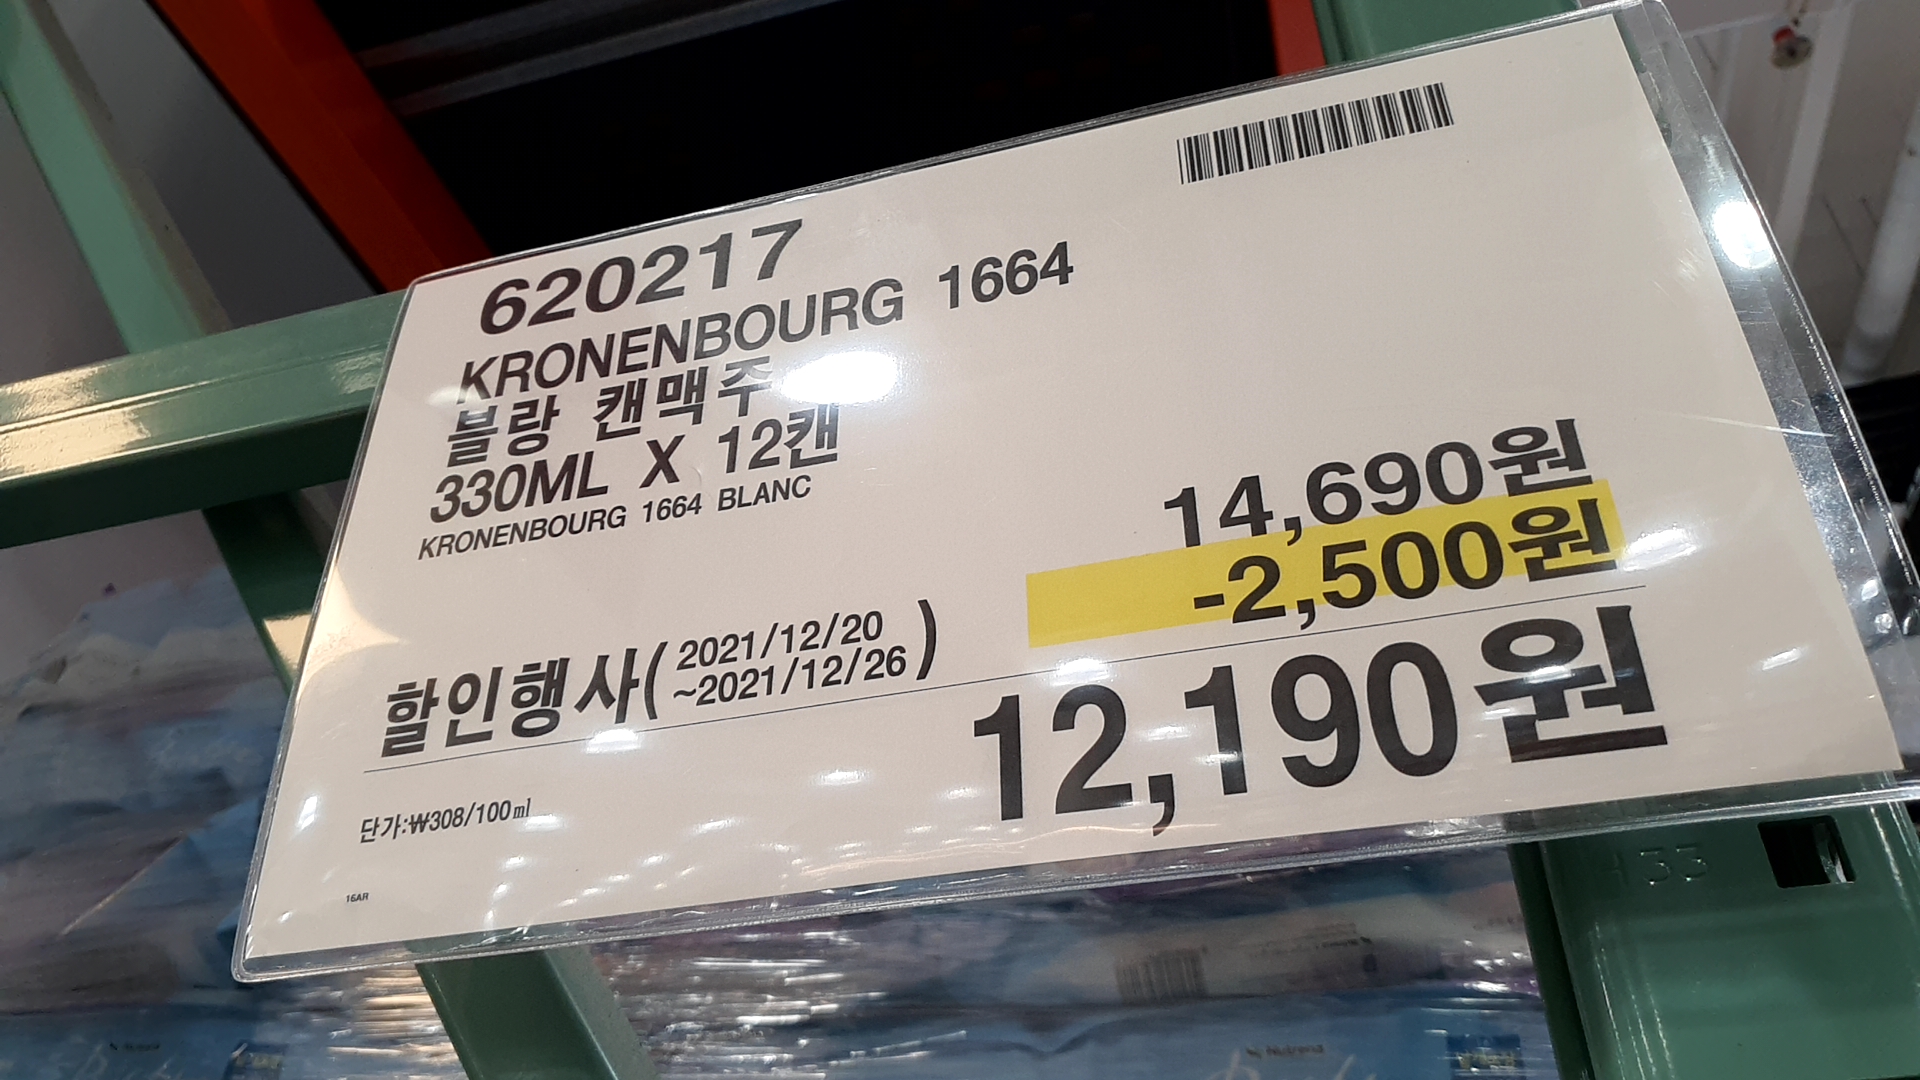 620217
KRONENBOURG 1664
블랑 캔맥주
330ML X 12캔
KRONENBOURG 1664 BLANC
14,690원
-2,500원
할인행사(2021/12/20
~2021/12/26)
12,190원
단가:₩308/100㎖
16AR
H 33